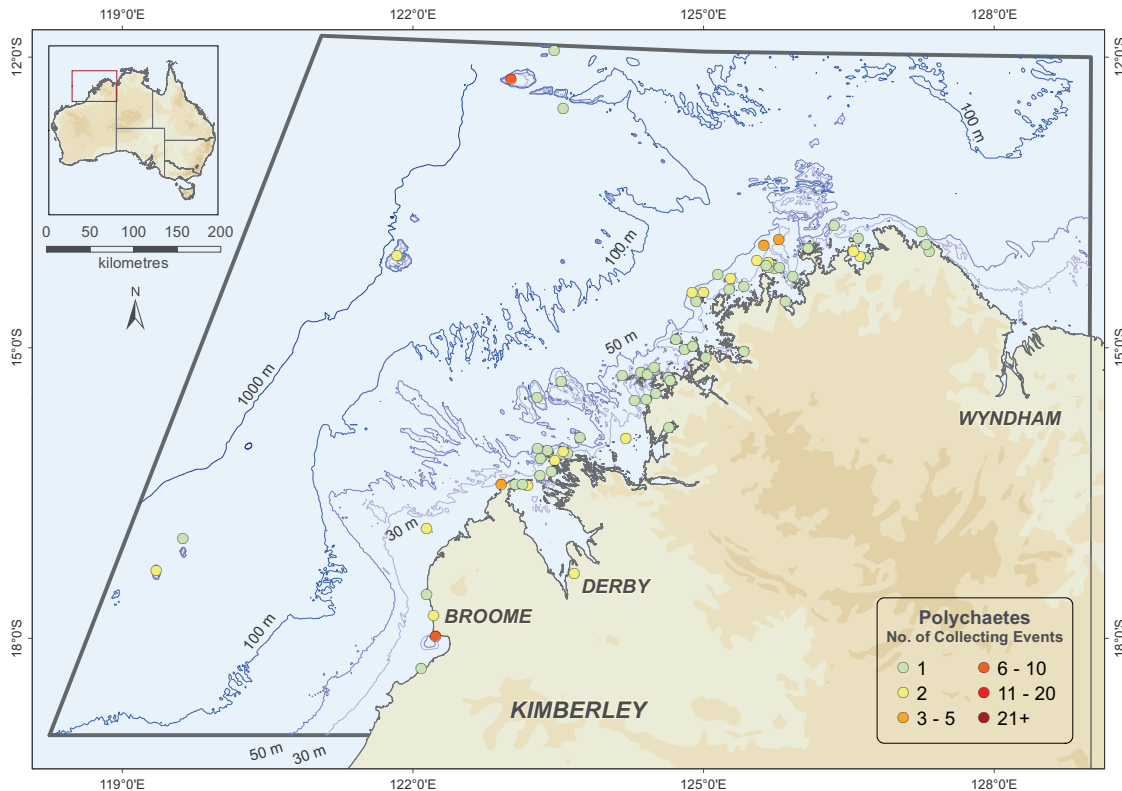 119°0'E 122°0'E 125°0'E 128°0'E
12°0'S 12°0'S
100 m
N
0 50 100 150 200
kilometres
100 m
50 m
15°0'S 15°0'S
1000 m
WYNDHAM
30 m
DERBY
BROOME
100 m
18°0'S 18°0'S
KIMBERLEY
50 m 30 m
Polychaetes
No. of Collecting Events
1 6 - 10
2 11 - 20
3 - 5 21+
119°0'E 122°0'E 125°0'E 128°0'E